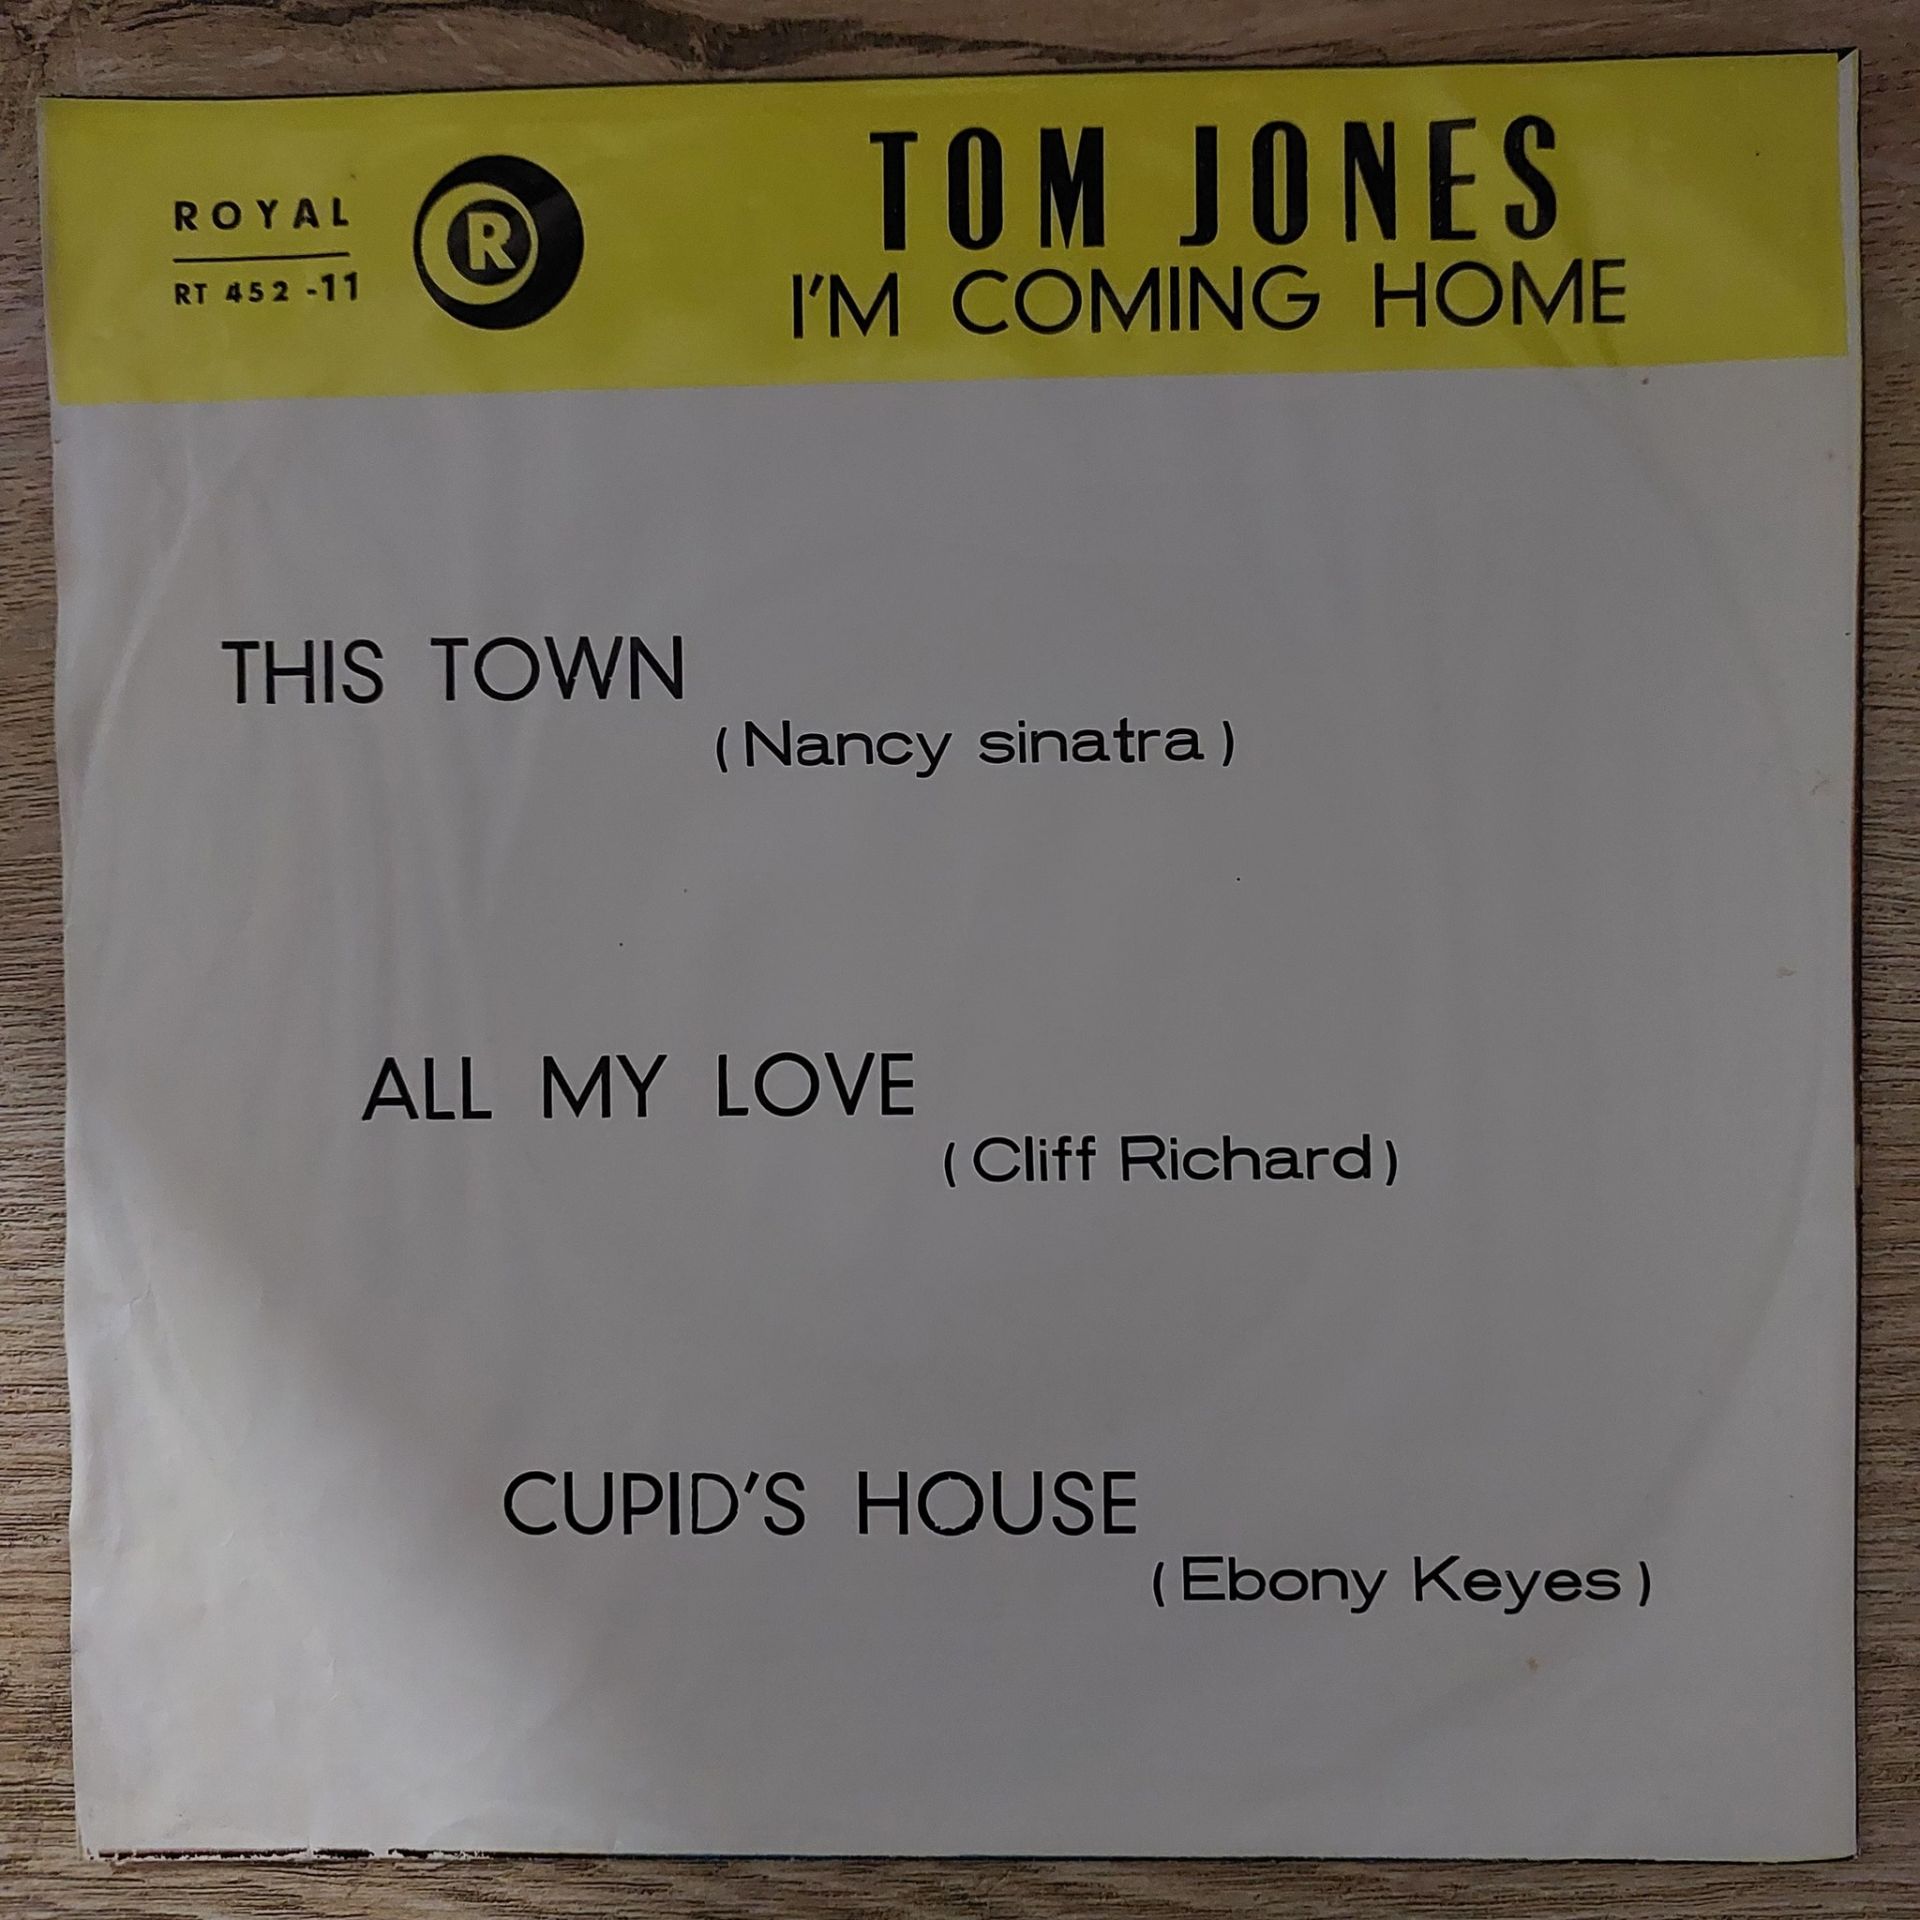 ROYAL
RT 452-11
R
TOM JONES
I'M COMING HOME
THIS TOWN
(Nancy sinatra)
ALL MY LOVE
(Cliff Richard)
CUPID'S HOUSE
(Ebony Keyes)